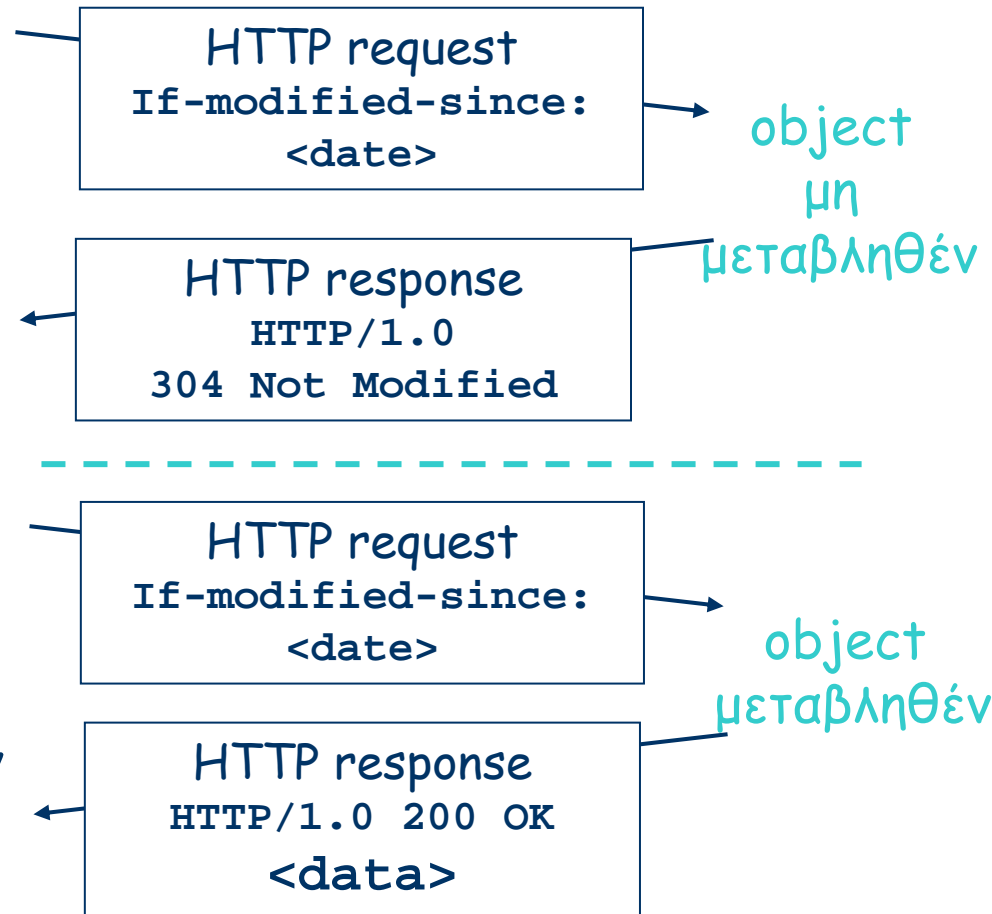 HTTP request
If-modified-since:
<date>
object
μη
μεταβληθέν
HTTP response
HTTP/1.0
304 Not Modified
HTTP request
If-modified-since:
<date>
object
μεταβληθέν
HTTP response
HTTP/1.0 200 OK
<data>